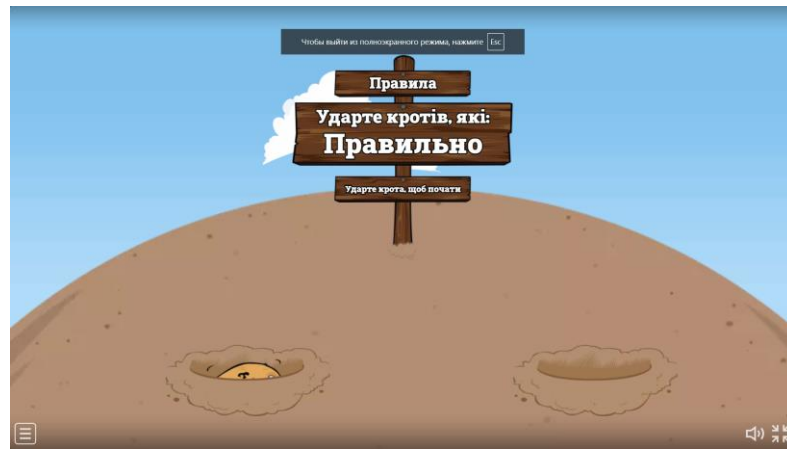 Чтобы выйти из полноэкранного режима, нажмите Esc
Правила
Ударте кротів, які:
Правильно
Ударте крота, щоб почати